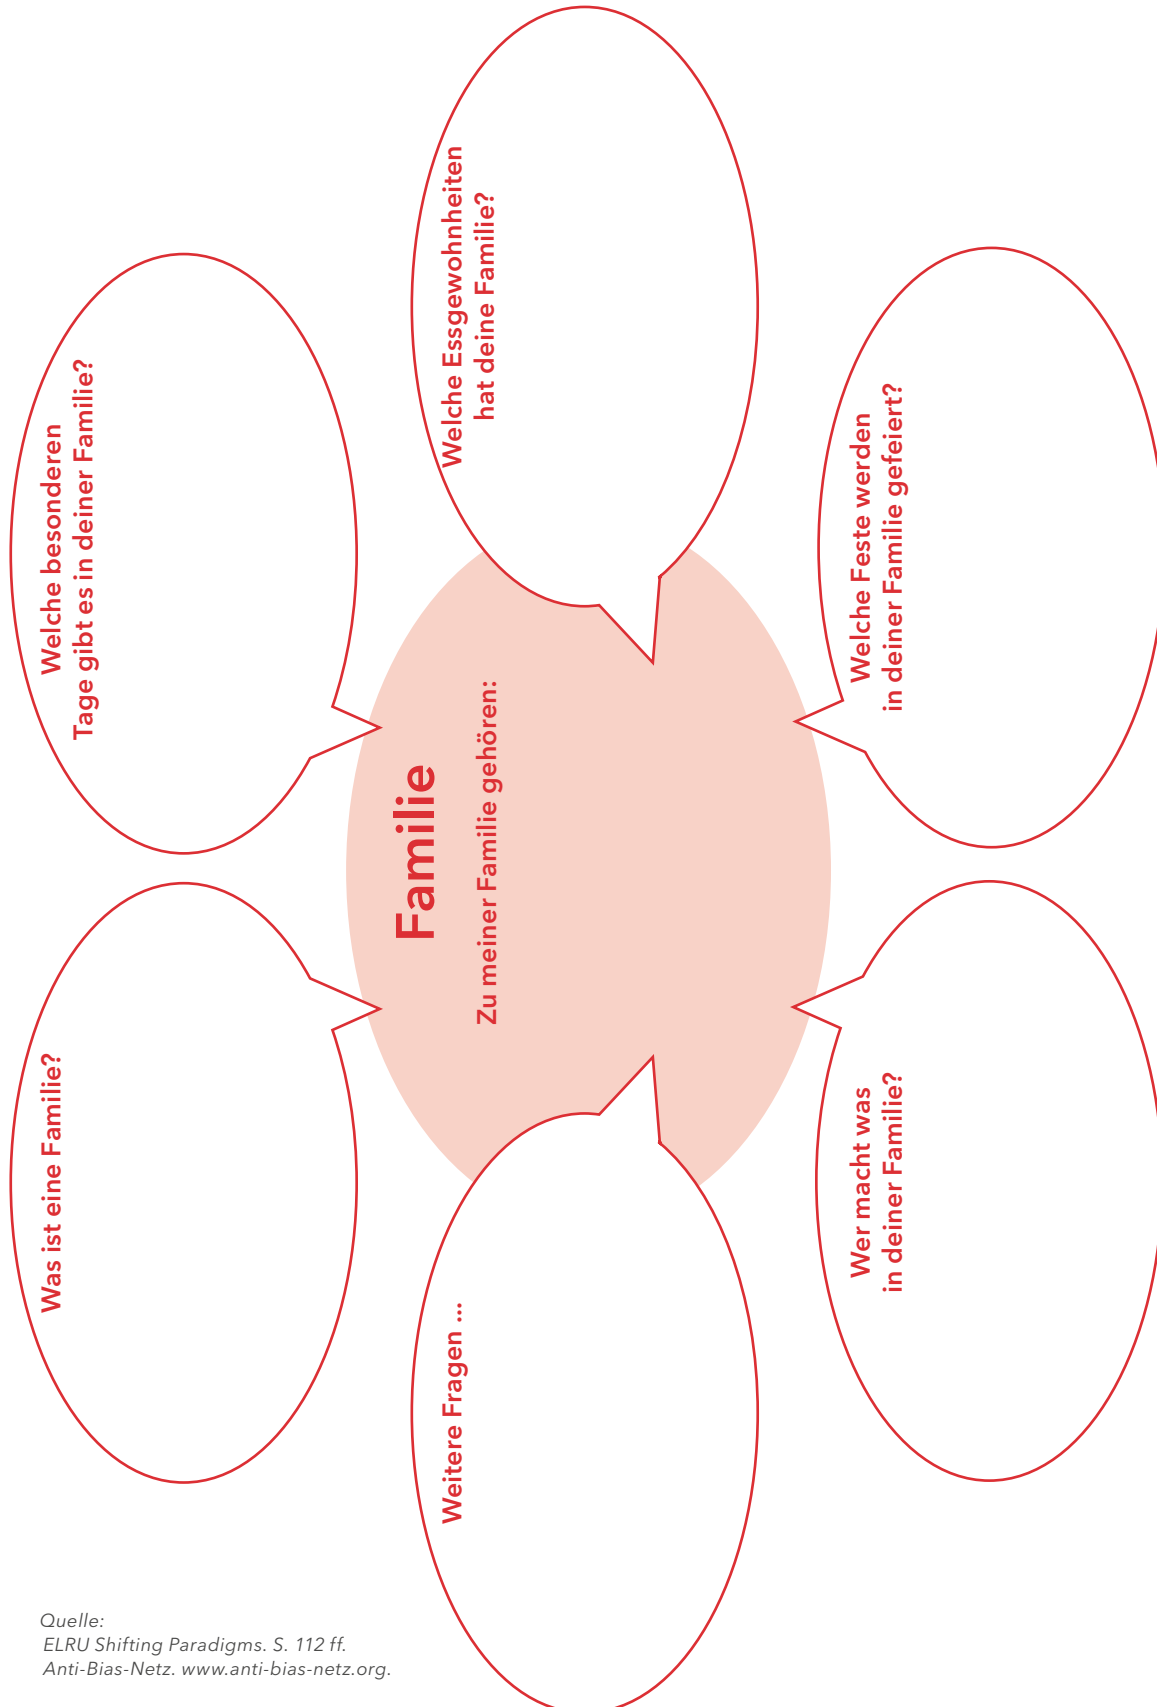 Familie
Zu meiner Familie gehören:
Was ist eine Familie?
Welche besonderen
Tage gibt es in deiner Familie?
Weitere Fragen ...
Welche Essgewohnheiten
hat deine Familie?
Wer macht was
in deiner Familie?
Welche Feste werden
in deiner Familie gefeiert?
Quelle:
ELRU Shifting Paradigms. S. 112 ff.
Anti-Bias-Netz. www.anti-bias-netz.org.